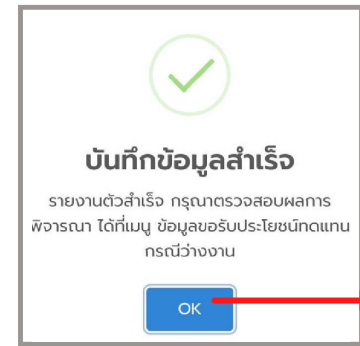 บันทึกข้อมูลสำเร็จ
รายงานตัวสำเร็จ กรุณาตรวจสอบผลการ
พิจารณา ได้ที่เมนู ข้อมูลขอรับประโยชน์ทดแทน
กรณีว่างงาน
OK